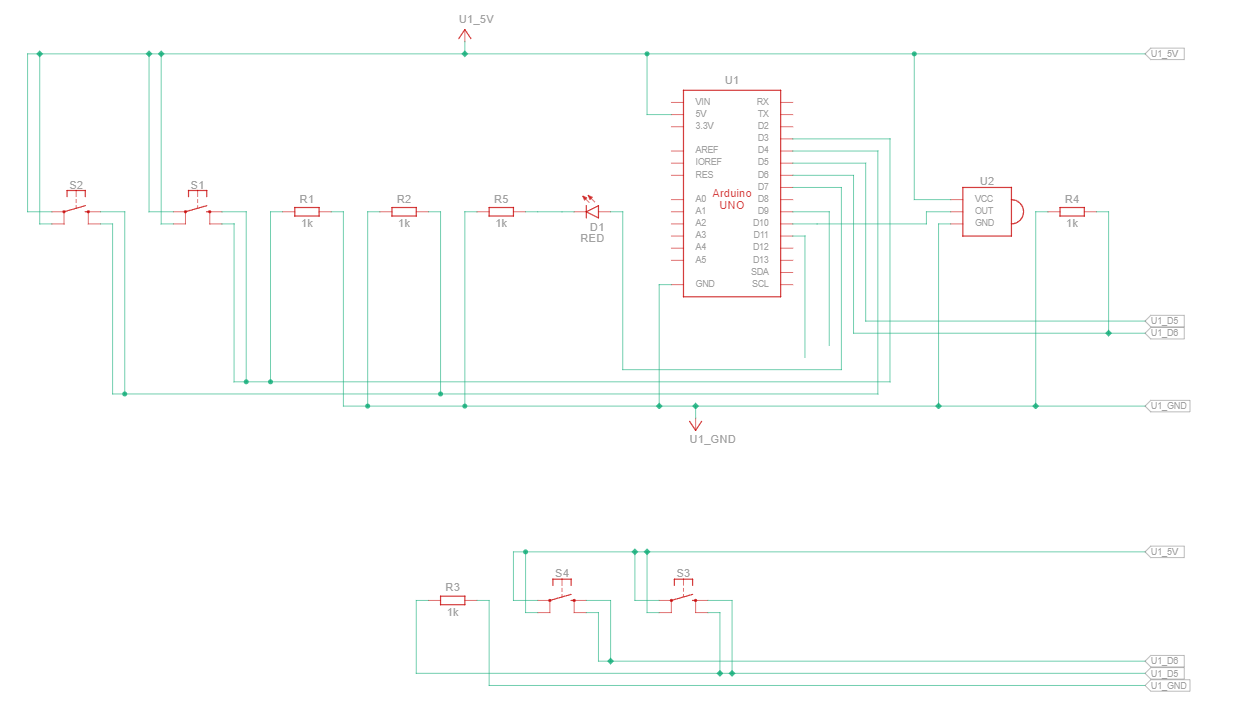 U1_5V
U1_5V
U1
VIN RX
5V TX
3.3V D2
D3
AREF D4
IOREF D5
RES D6
D7
A0 D8
A1 D9
A2 D10
A3 D11
A4 D12
A5 D13
SDA
GND SCL
Arduino
UNO
S2
S1
R1
1k
R2
1k
R5
1k
D1
RED
U2
VCC
OUT
GND
R4
1k
U1_D5
U1_D6
U1_GND
U1_GND
U1_5V
R3
1k
S4
S3
U1_D6
U1_D5
U1_GND